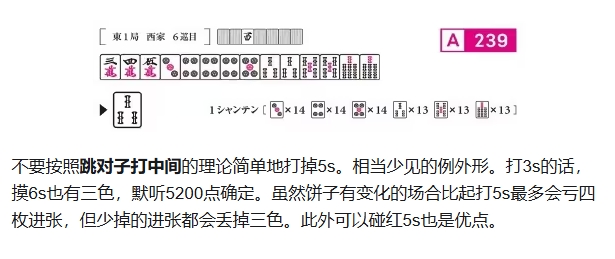 東1局 西家 6巡目
A 239
三萬 四萬 伍萬
1シャンテン [ ×14 ×14 ×14 ×13 ×13 ×13 ]
不要按照跳对子打中间的理论简单地打掉5s。相当少见的例外形。打3s的话，
摸6s也有三色，默听5200点确定。虽然饼子有变化的场合比起打5s最多会亏四
枚进张，但少掉的进张都会丢掉三色。此外可以碰红5s也是优点。